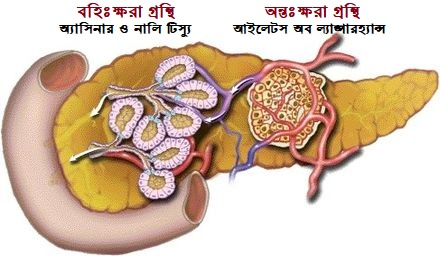 বহিঃক্ষরা গ্রন্থি
অ্যাসিনার ও নালি টিস্যু
অন্তঃক্ষরা গ্রন্থি
আইলেটস অব ল্যাঙ্গারহ্যান্স